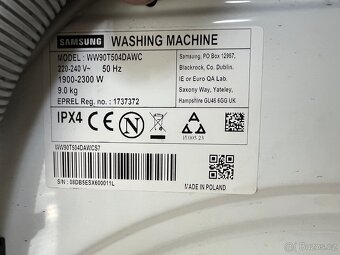 SAMSUNG WASHING MACHINE
MODEL : WW90T504DAWC
220-240 V~ 50 Hz
1900-2300 W
9.0 kg
EPREL Reg. no. : 1737372
Samsung, PO Box 12987,
Blackrock, Co. Dublin.
IE or Euro QA Lab.
Saxony Way, Yateley,
Hampshire GU46 6GG UK
IPX4
CE
WW90T504DAWCS7
S/N : 08DB5ESX600011L
MADE IN POLAND